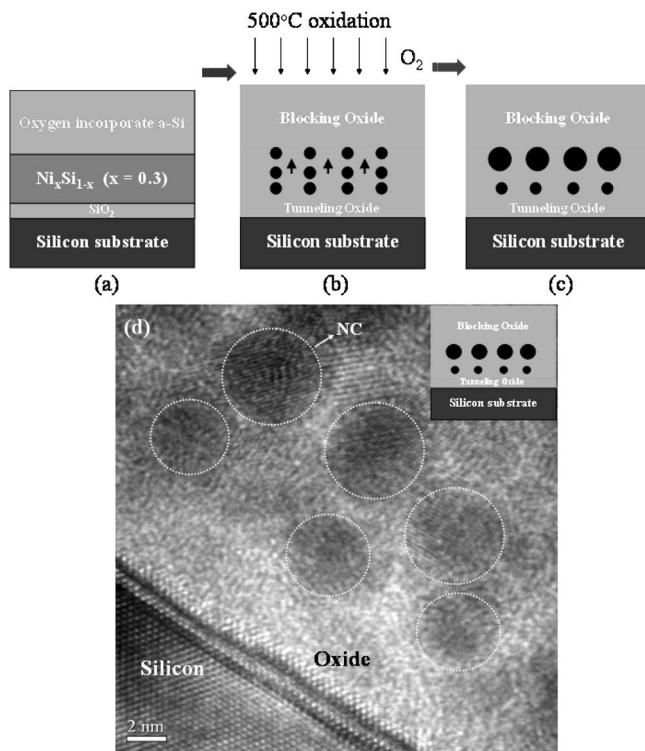 500°C oxidation
O₂
Oxygen incorporate a-Si
NiₓSi₁₋ₓ (x = 0.3)
SiO₂
Silicon substrate
(a)
Blocking Oxide
Tunneling Oxide
Silicon substrate
(b)
Blocking Oxide
Tunneling Oxide
Silicon substrate
(c)
(d)
NC
Blocking Oxide
Tunneling Oxide
Silicon substrate
Silicon
Oxide
2 nm